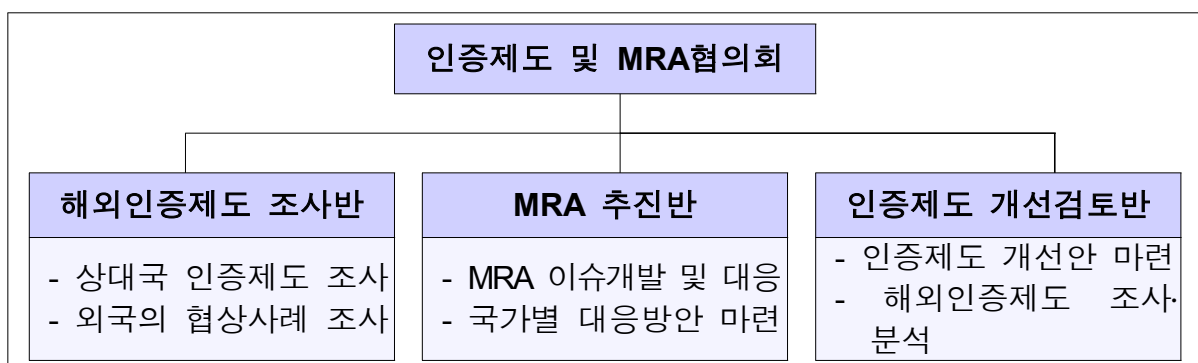 인증제도 및 MRA협의회
해외인증제도 조사반
- 상대국 인증제도 조사
- 외국의 협상사례 조사
MRA 추진반
- MRA 이슈개발 및 대응
- 국가별 대응방안 마련
인증제도 개선검토반
- 인증제도 개선안 마련
- 해외인증제도 조사·
분석